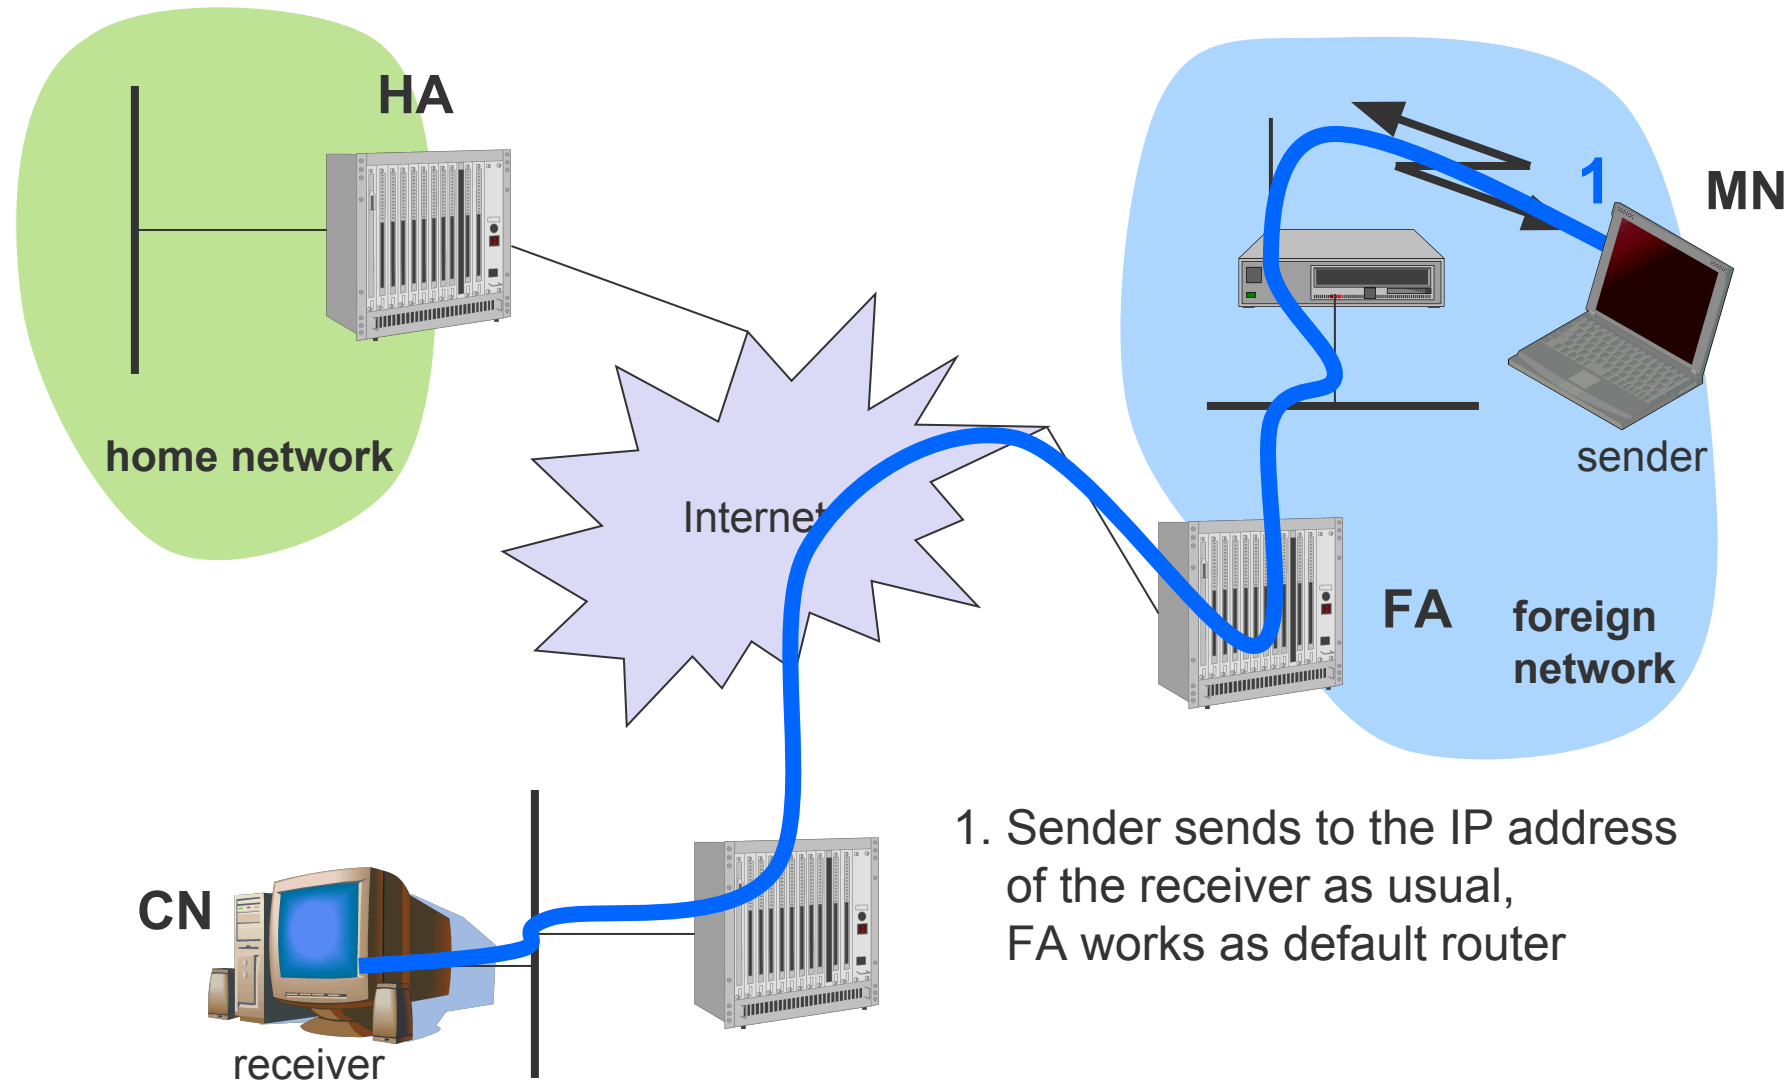 HA
1
MN
home network
sender
Internet
FA
foreign
network
1. Sender sends to the IP address
of the receiver as usual,
FA works as default router
CN
receiver